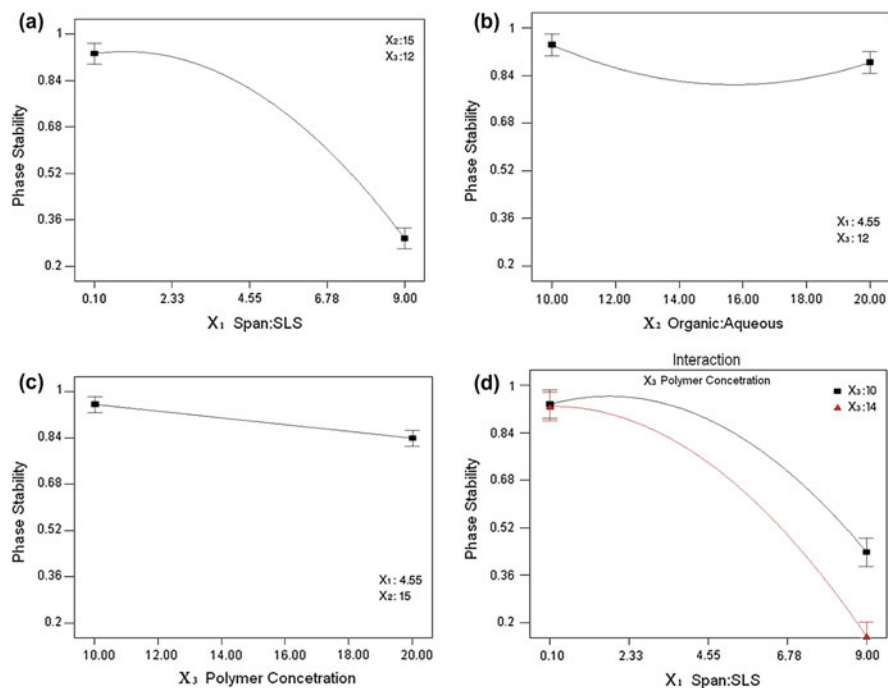 (a)
X₂:15
X₃:12
Phase Stability
1
0.84
0.68
0.52
0.36
0.2
0.10 2.33 4.55 6.78 9.00
X₁ Span:SLS
(b)
Phase Stability
1
0.84
0.68
0.52
0.36
0.2
X₁: 4.55
X₃: 12
10.00 12.00 14.00 16.00 18.00 20.00
X₂ Organic:Aqueous
(c)
Phase Stability
1
0.84
0.68
0.52
0.36
0.2
X₁: 4.55
X₂: 15
10.00 12.00 14.00 16.00 18.00 20.00
X₃ Polymer Concetration
(d)
Interaction
X₃ Polymer Concetration
X₃:10
X₃:14
Phase Stability
1
0.84
0.68
0.52
0.36
0.2
0.10 2.33 4.55 6.78 9.00
X₁ Span:SLS